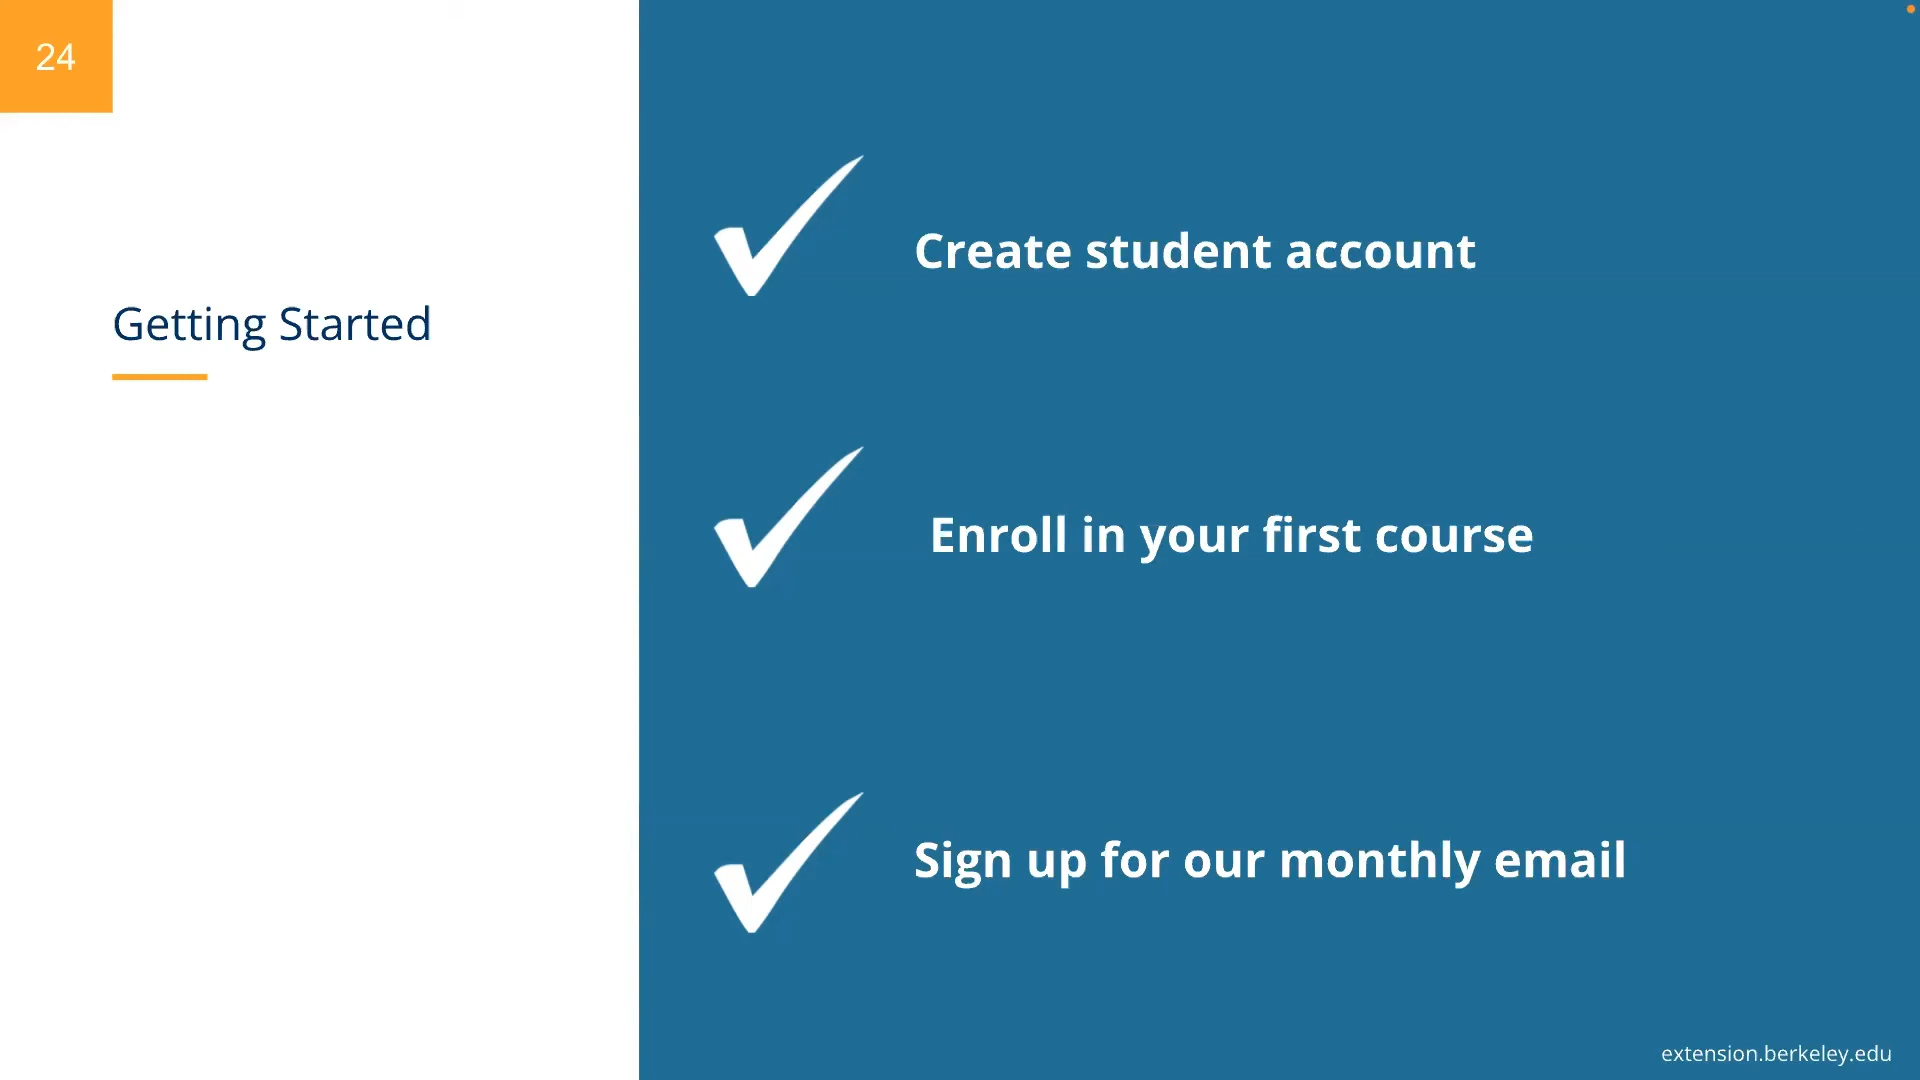 24
Getting Started
Create student account
Enroll in your first course
Sign up for our monthly email
extension.berkeley.edu